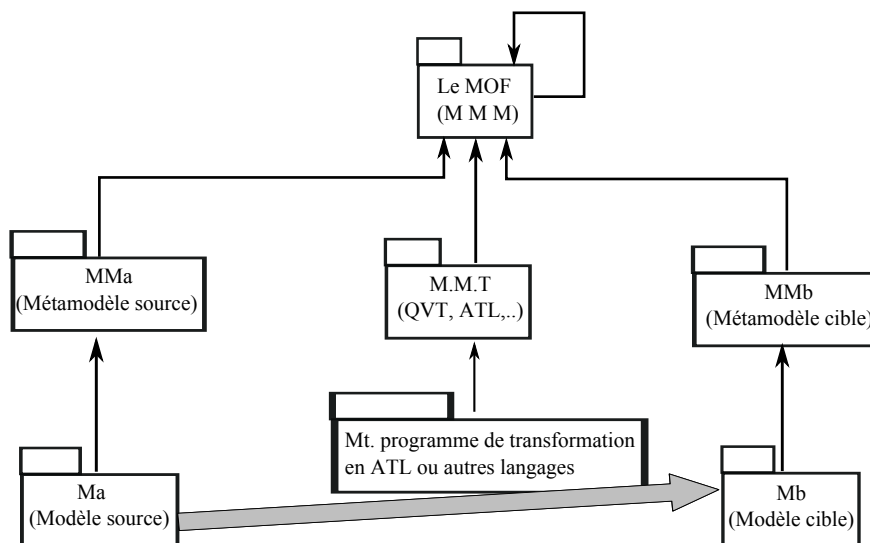 Le MOF
(M M M)
MMa
(Métamodèle source)
M.M.T
(QVT, ATL,..)
MMb
(Métamodèle cible)
Mt. programme de transformation
en ATL ou autres langages
Ma
(Modèle source)
Mb
(Modèle cible)